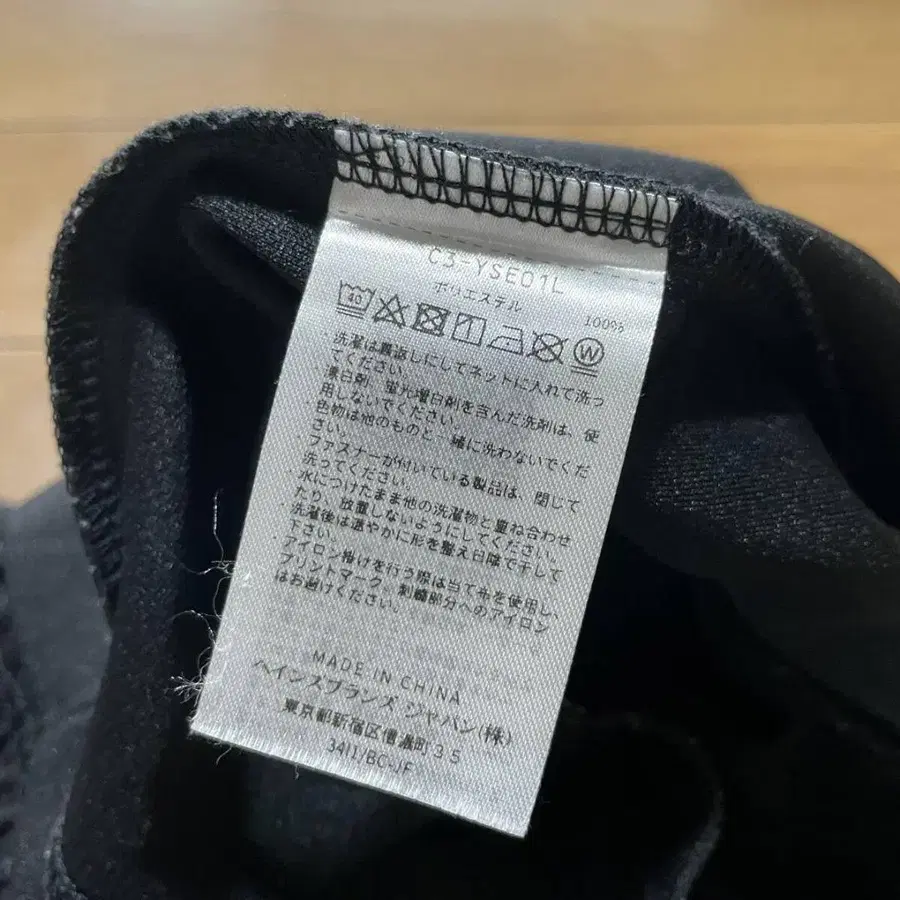 C3-YSE01L
ポリエステル 100%
40 W
・洗濯は裏返しにしてネットに入れて洗っ
てください。
・漂白剤、蛍光増白剤を含んだ洗剤は、使
用しないでください。
・色物は他のものと一緒に洗わないでくだ
さい。
・ファスナーが付いている製品は、閉じて
洗ってください。
・水につけたまま他の洗濯物と重ね合わせ
たり、放置しないようにしてください。
・洗濯後は速やかに形を整え日陰で干して
下さい。
・アイロン掛けを行う際は当て布を使用し、
プリントマーク、刺繍部分へのアイロン
はお避けください。
MADE IN CHINA
ヘインズブランズ ジャパン(株)
東京都新宿区信濃町35
34I1/BC-JF